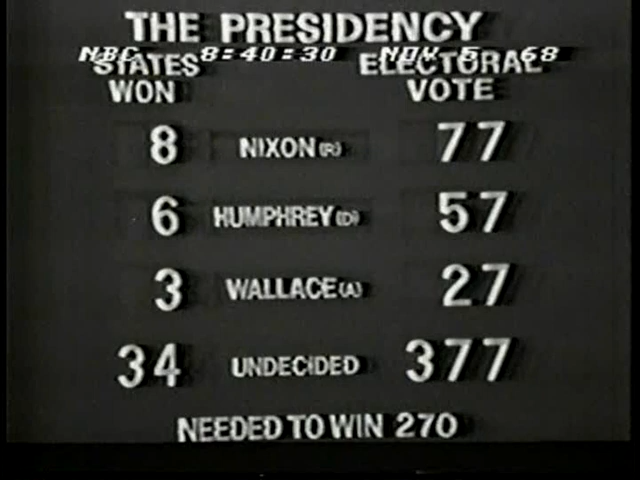 THE PRESIDENCY
NBC 8:40:30 NOV 5 68
STATES WON
ELECTORAL VOTE
8 NIXON (R) 77
6 HUMPHREY (D) 57
3 WALLACE (A) 27
34 UNDECIDED 377
NEEDED TO WIN 270